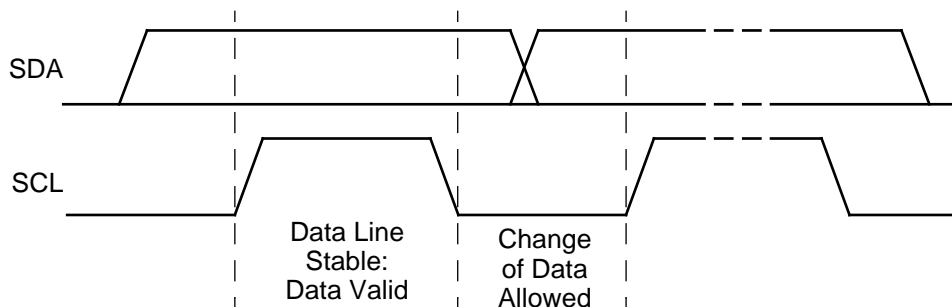 SDA
SCL
Data Line
Stable:
Data Valid
Change
of Data
Allowed